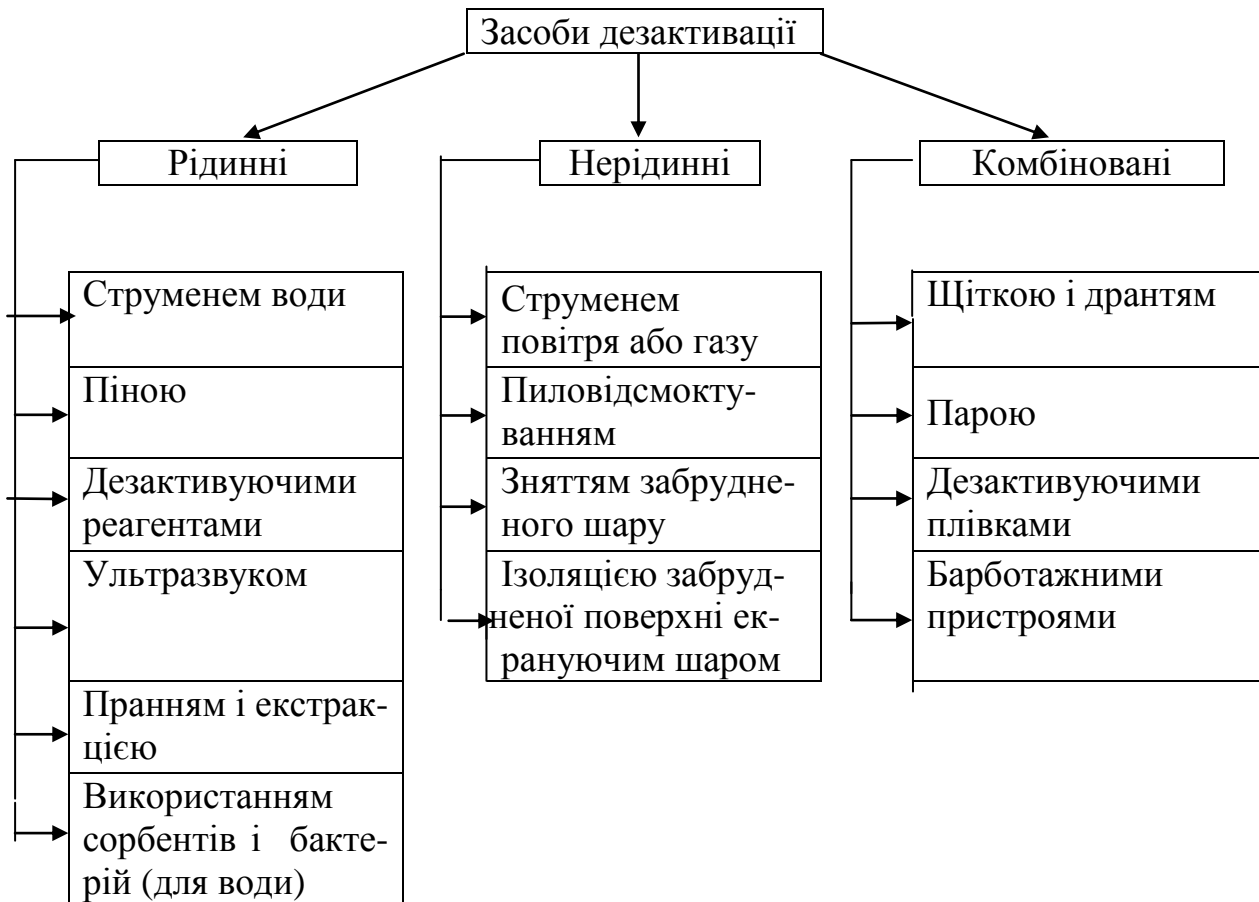 Засоби дезактивації
Рідинні
Нерідинні
Комбіновані
Струменем води
Піною
Дезактивуючими
реагентами
Ультразвуком
Пранням і екстрак-
цією
Використанням
сорбентів і бакте-
рій (для води)
Струменем
повітря або газу
Пиловідсмокту-
ванням
Зняттям забрудне-
ного шару
Ізоляцією забруд-
неної поверхні ек-
рануючим шаром
Щіткою і дрантям
Парою
Дезактивуючими
плівками
Барботажними
пристроями